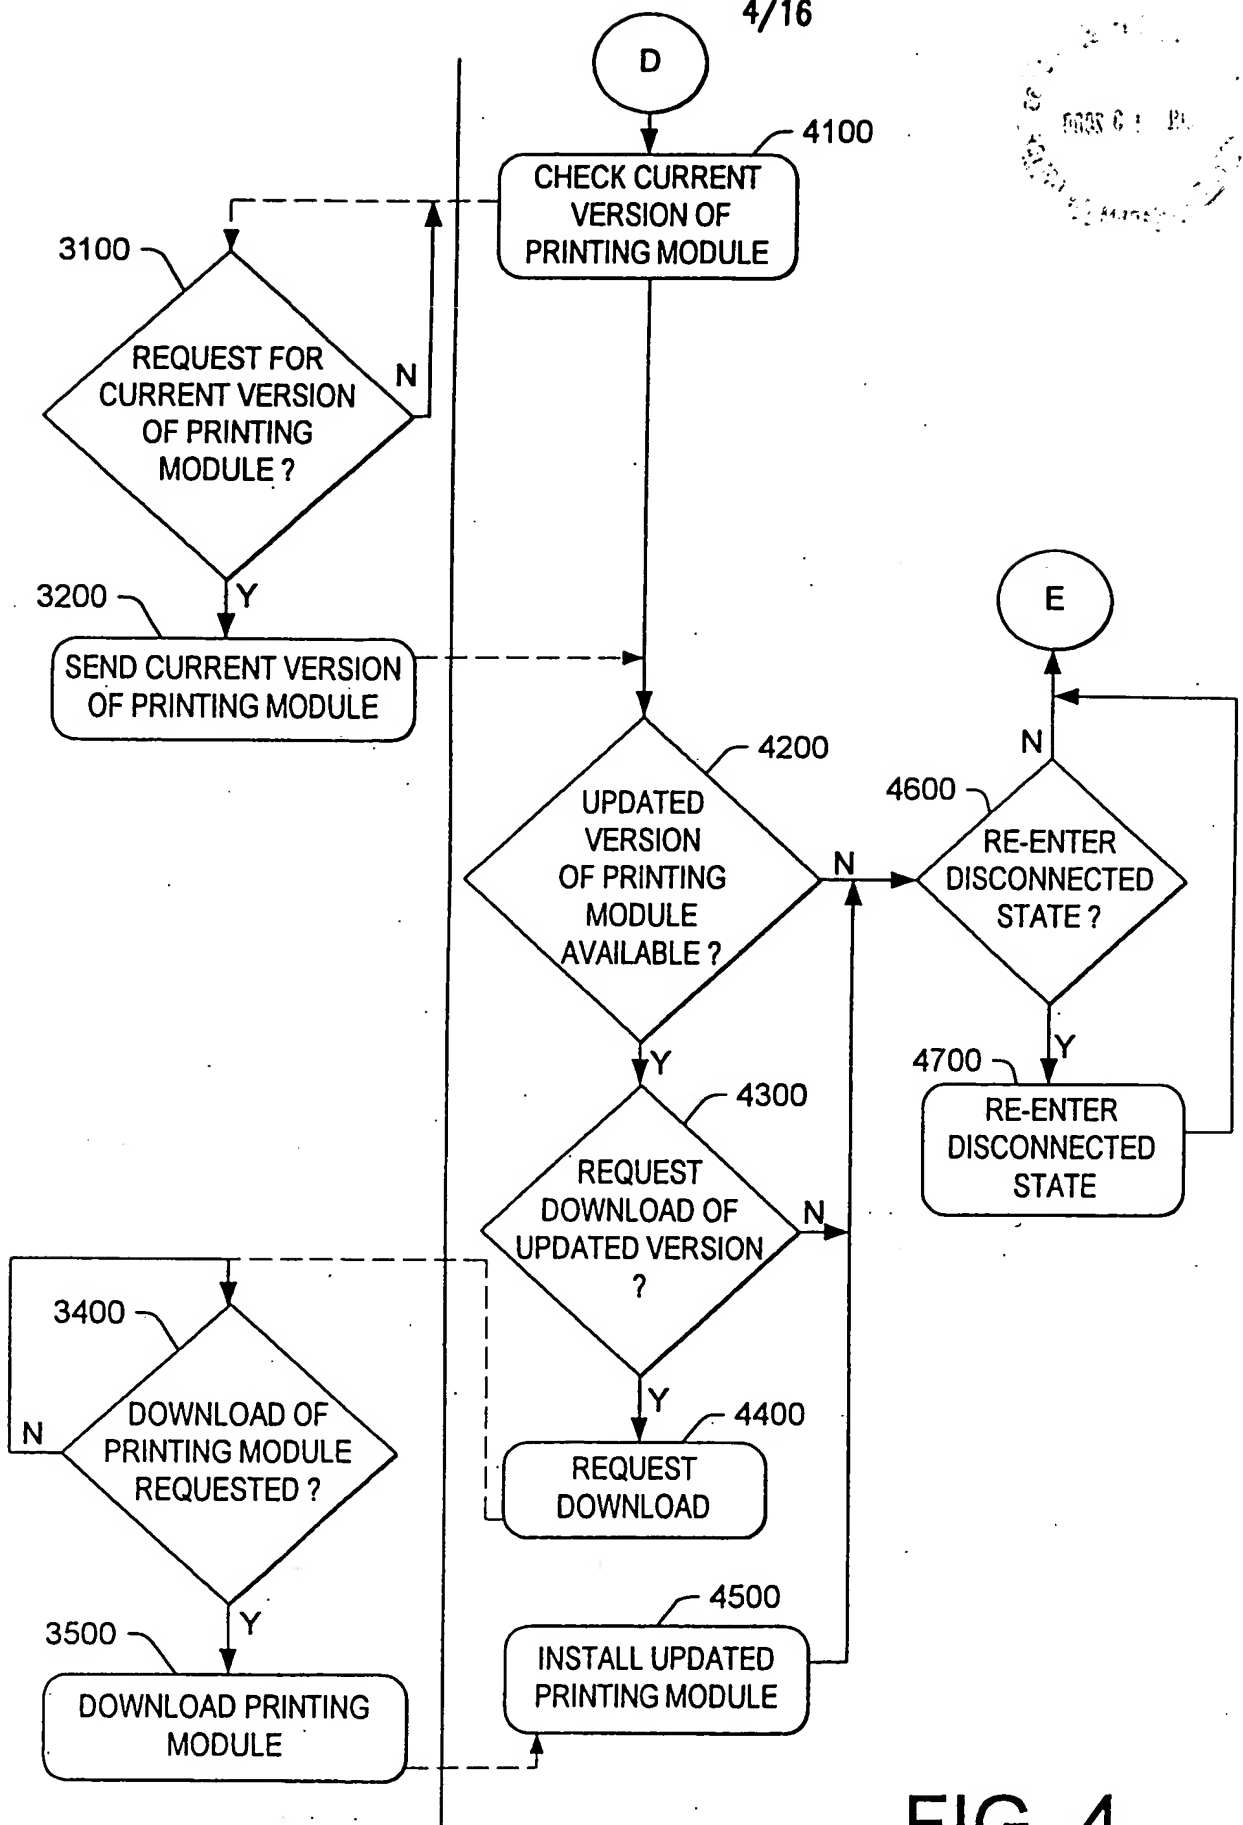 4/16
D
4100
CHECK CURRENT
VERSION OF
PRINTING MODULE
3100
REQUEST FOR
CURRENT VERSION
OF PRINTING
MODULE ?
N
Y
3200
SEND CURRENT VERSION
OF PRINTING MODULE
E
4200
UPDATED
VERSION
OF PRINTING
MODULE
AVAILABLE ?
N
Y
4600
RE-ENTER
DISCONNECTED
STATE ?
N
Y
4700
RE-ENTER
DISCONNECTED
STATE
4300
REQUEST
DOWNLOAD OF
UPDATED VERSION
?
N
Y
3400
DOWNLOAD OF
PRINTING MODULE
REQUESTED ?
N
Y
4400
REQUEST
DOWNLOAD
3500
DOWNLOAD PRINTING
MODULE
4500
INSTALL UPDATED
PRINTING MODULE
FIG. 4